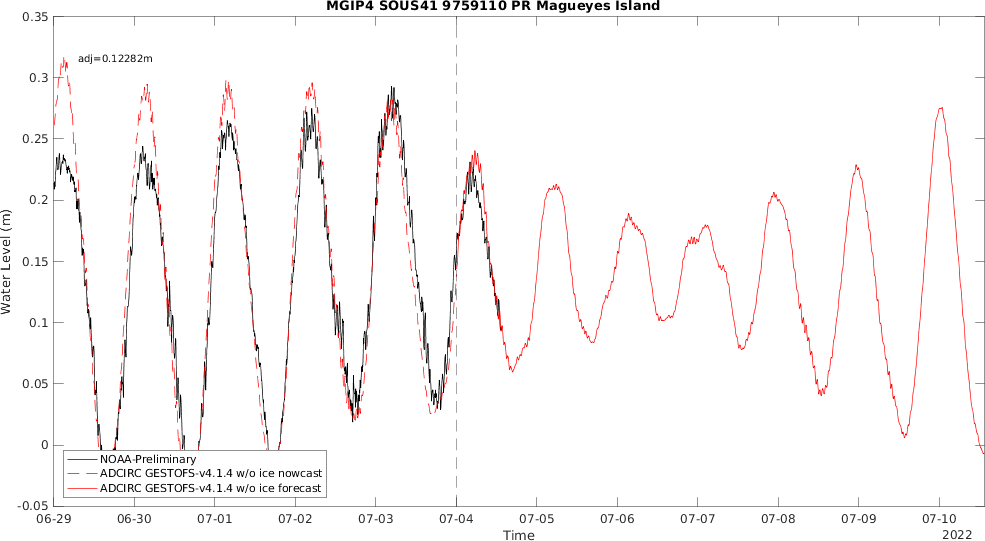 MGIP4 SOUS41 9759110 PR Magueyes Island
0.35
adj=0.12282m
0.3
0.25
0.2
0.15
0.1
0.05
0
-0.05
Water Level (m)
NOAA-Preliminary
ADCIRC GESTOFS-v4.1.4 w/o ice nowcast
ADCIRC GESTOFS-v4.1.4 w/o ice forecast
06-29 06-30 07-01 07-02 07-03 07-04 07-05 07-06 07-07 07-08 07-09 07-10
Time
2022